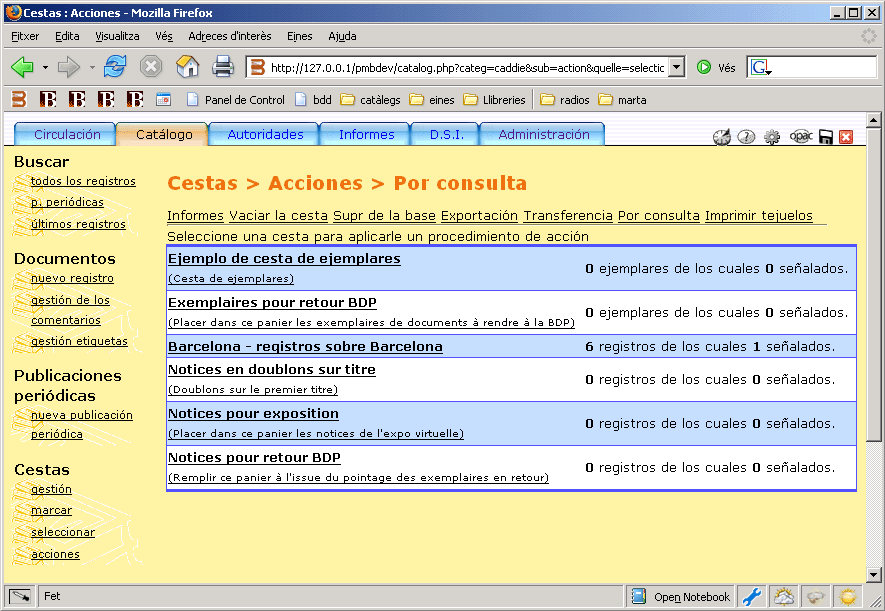 Cestas : Acciones - Mozilla Firefox
Fitxer Edita Visualitza Vés Adreces d'interès Eines Ajuda
http://127.0.0.1/pmbdev/catalog.php?categ=caddie&sub=action&quelle=selectic Vés
Panel de Control bdd catàlegs eines Llibreries radios marta
Circulación Catálogo Autoridades Informes D.S.I. Administración
opac
Buscar
todos los registros
p. periódicas
últimos registros
Documentos
nuevo registro
gestión de los
comentarios
gestión etiquetas
Publicaciones
periódicas
nueva publicación
periódica
Cestas
gestión
marcar
seleccionar
acciones
Cestas > Acciones > Por consulta
Informes Vaciar la cesta Supr de la base Exportación Transferencia Por consulta Imprimir tejuelos
Seleccione una cesta para aplicarle un procedimiento de acción
Ejemplo de cesta de ejemplares
(Cesta de ejemplares)
0 ejemplares de los cuales 0 señalados.
Exemplaires pour retour BDP
(Placer dans ce panier les exemplaires de documents à rendre à la BDP)
0 ejemplares de los cuales 0 señalados.
Barcelona - registros sobre Barcelona
6 registros de los cuales 1 señalados.
Notices en doublons sur titre
(Doublons sur le premier titre)
0 registros de los cuales 0 señalados.
Notices pour exposition
(Placer dans ce panier les notices de l'expo virtuelle)
0 registros de los cuales 0 señalados.
Notices pour retour BDP
(Remplir ce panier à l'issue du pointage des exemplaires en retour)
0 registros de los cuales 0 señalados.
Fet
Open Notebook